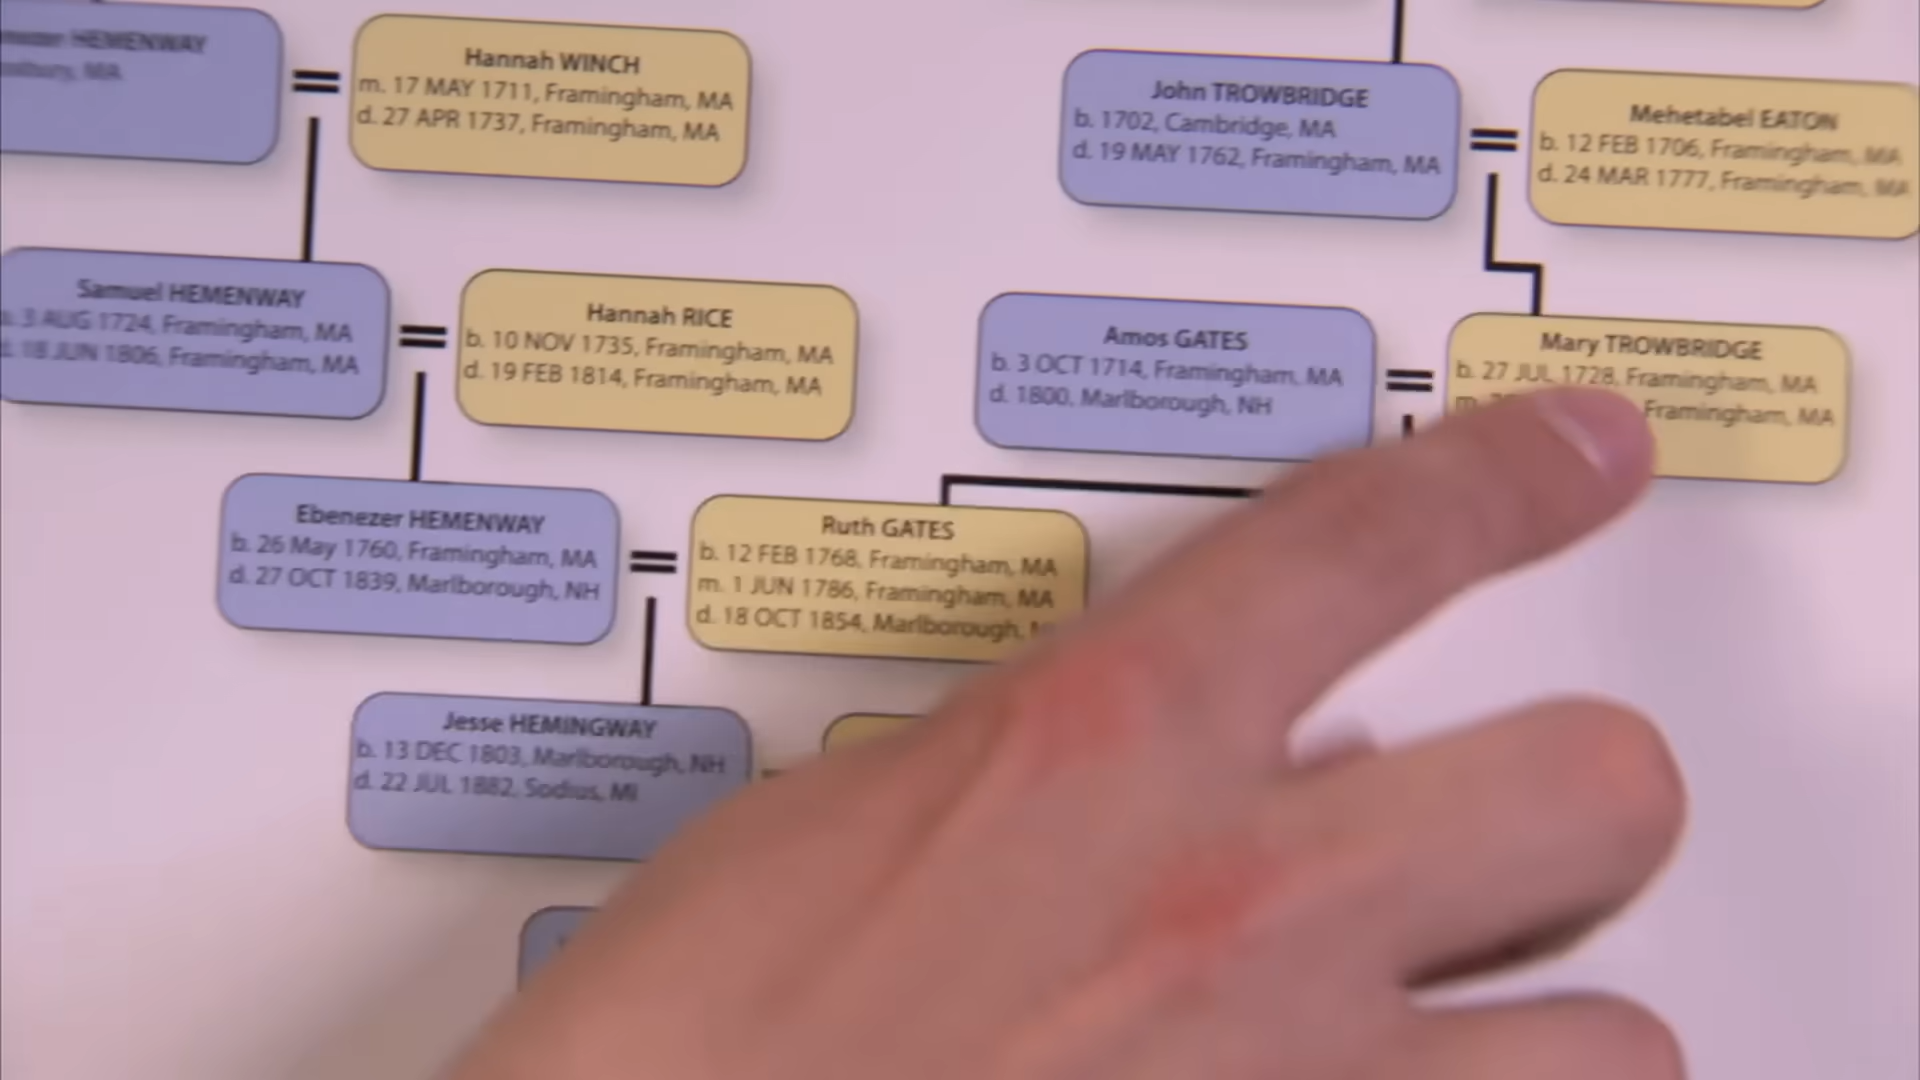 HEMENWAY
MA
Hannah WINCH
m. 17 MAY 1711, Framingham, MA
d. 27 APR 1737, Framingham, MA
John TROWBRIDGE
b. 1702, Cambridge, MA
d. 19 MAY 1762, Framingham, MA
Mehetabel EATON
b. 12 FEB 1706, Framingham, MA
d. 24 MAR 1777, Framingham, MA
Samuel HEMENWAY
3 AUG 1724, Framingham, MA
d. 18 JUN 1806, Framingham, MA
Hannah RICE
b. 10 NOV 1735, Framingham, MA
d. 19 FEB 1814, Framingham, MA
Amos GATES
b. 3 OCT 1714, Framingham, MA
d. 1800, Marlborough, NH
Mary TROWBRIDGE
b. 27 JUL 1728, Framingham, MA
m. Framingham, MA
Ebenezer HEMENWAY
b. 26 May 1760, Framingham, MA
d. 27 OCT 1839, Marlborough, NH
Ruth GATES
b. 12 FEB 1768, Framingham, MA
m. 1 JUN 1786, Framingham, MA
d. 18 OCT 1854, Marlborough,
Jesse HEMINGWAY
b. 13 DEC 1803, Marlborough, NH
d. 22 JUL 1882, Sodius, MI